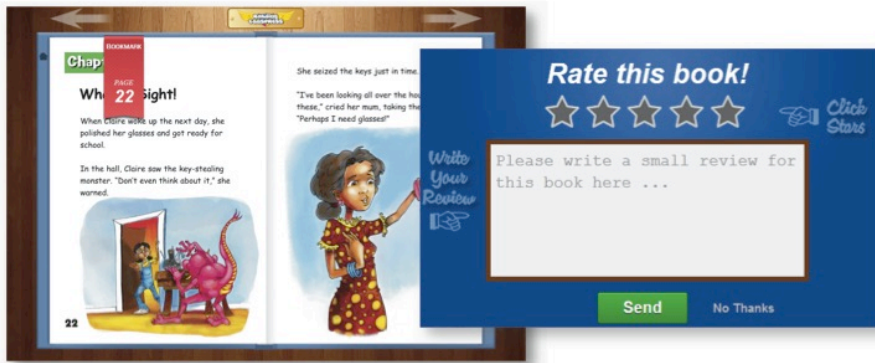 BOOKMARK
PAGE
22
Chap
Wh ight!
When Claire woke up the next day, she
polished her glasses and got ready for
school.
In the hall, Claire saw the key-stealing
monster. "Don't even think about it," she
warned.
22
She seized the keys just in time.
"I've been looking all over the hou
these," cried her mum, taking the
"Perhaps I need glasses!"
Rate this book!
Click
Stars
Write
Your
Review
Please write a small review for
this book here ...
Send
No Thanks